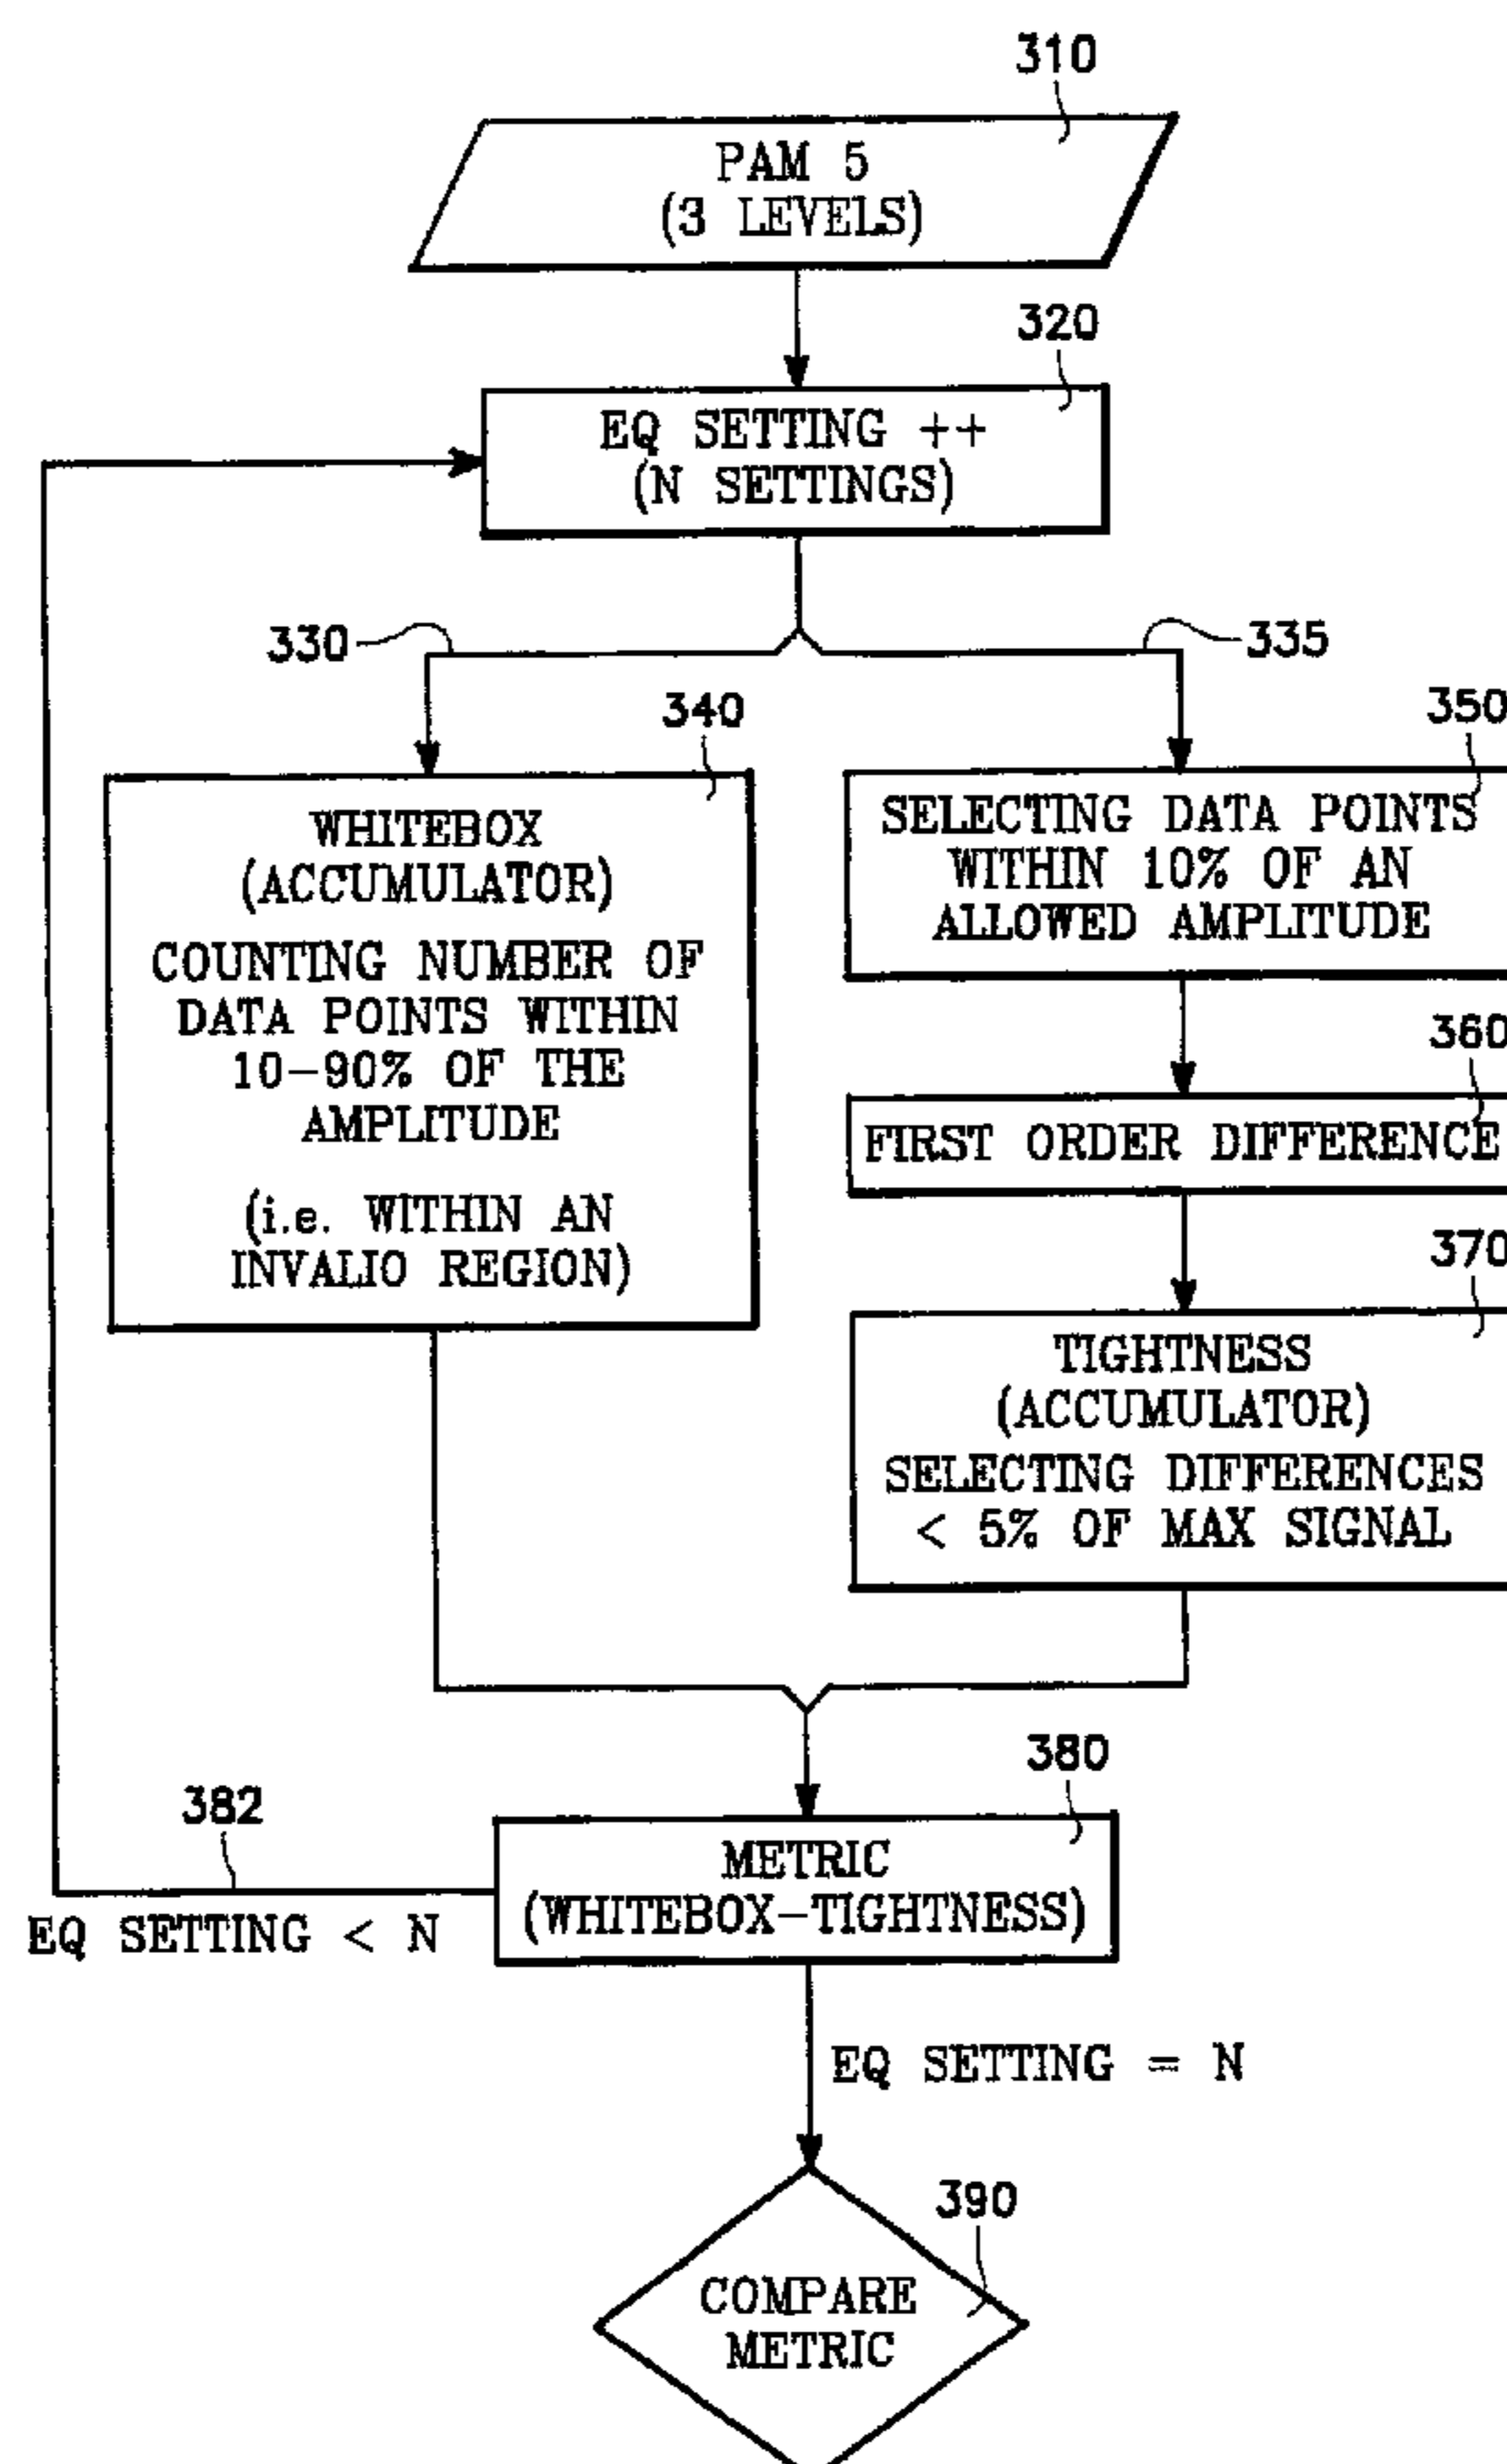 310
PAM 5
(3 LEVELS)
320
EQ SETTING ++
(N SETTINGS)
330
335
340
WHITEBOX
(ACCUMULATOR)
COUNTING NUMBER OF
DATA POINTS WITHIN
10-90% OF THE
AMPLITUDE
(i.e. WITHIN AN
INVALIO REGION)
350
SELECTING DATA POINTS
WITHIN 10% OF AN
ALLOWED AMPLITUDE
360
FIRST ORDER DIFFERENCE
370
TIGHTNESS
(ACCUMULATOR)
SELECTING DIFFERENCES
< 5% OF MAX SIGNAL
380
METRIC
(WHITEBOX-TIGHTNESS)
382
EQ SETTING < N
EQ SETTING = N
390
COMPARE
METRIC